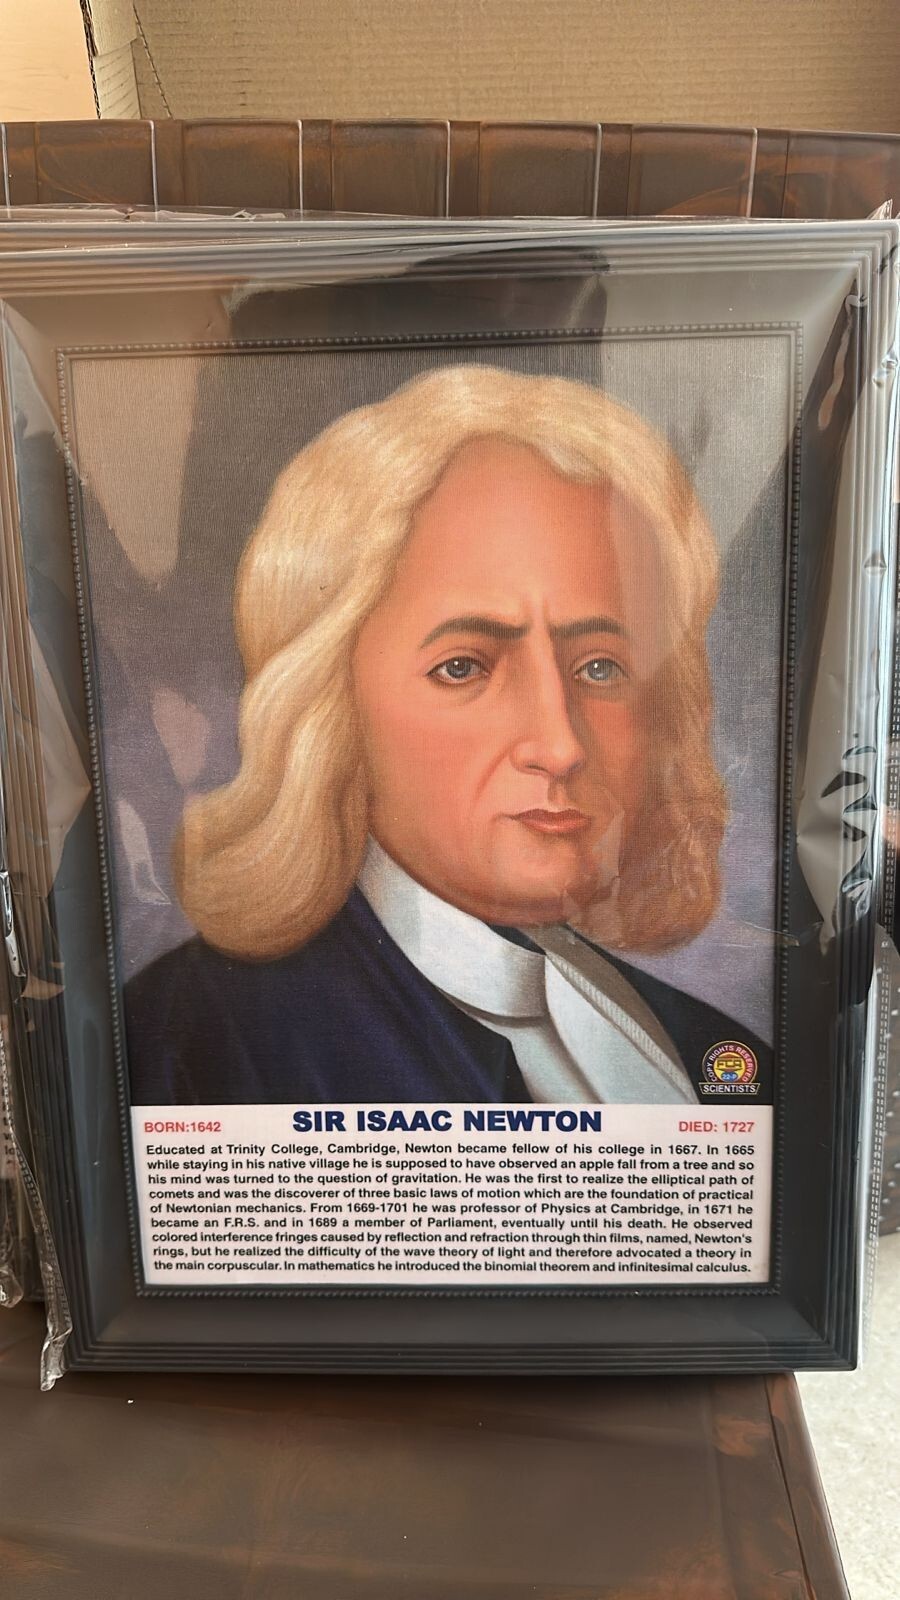 COPY RIGHTS RESERVED
FCR
22-P
SCIENTISTS
BORN:1642 SIR ISAAC NEWTON DIED: 1727
Educated at Trinity College, Cambridge, Newton became fellow of his college in 1667. In 1665
while staying in his native village he is supposed to have observed an apple fall from a tree and so
his mind was turned to the question of gravitation. He was the first to realize the elliptical path of
comets and was the discoverer of three basic laws of motion which are the foundation of practical
of Newtonian mechanics. From 1669-1701 he was professor of Physics at Cambridge, in 1671 he
became an F.R.S. and in 1689 a member of Parliament, eventually until his death. He observed
colored interference fringes caused by reflection and refraction through thin films, named, Newton's
rings, but he realized the difficulty of the wave theory of light and therefore advocated a theory in
the main corpuscular. In mathematics he introduced the binomial theorem and infinitesimal calculus.